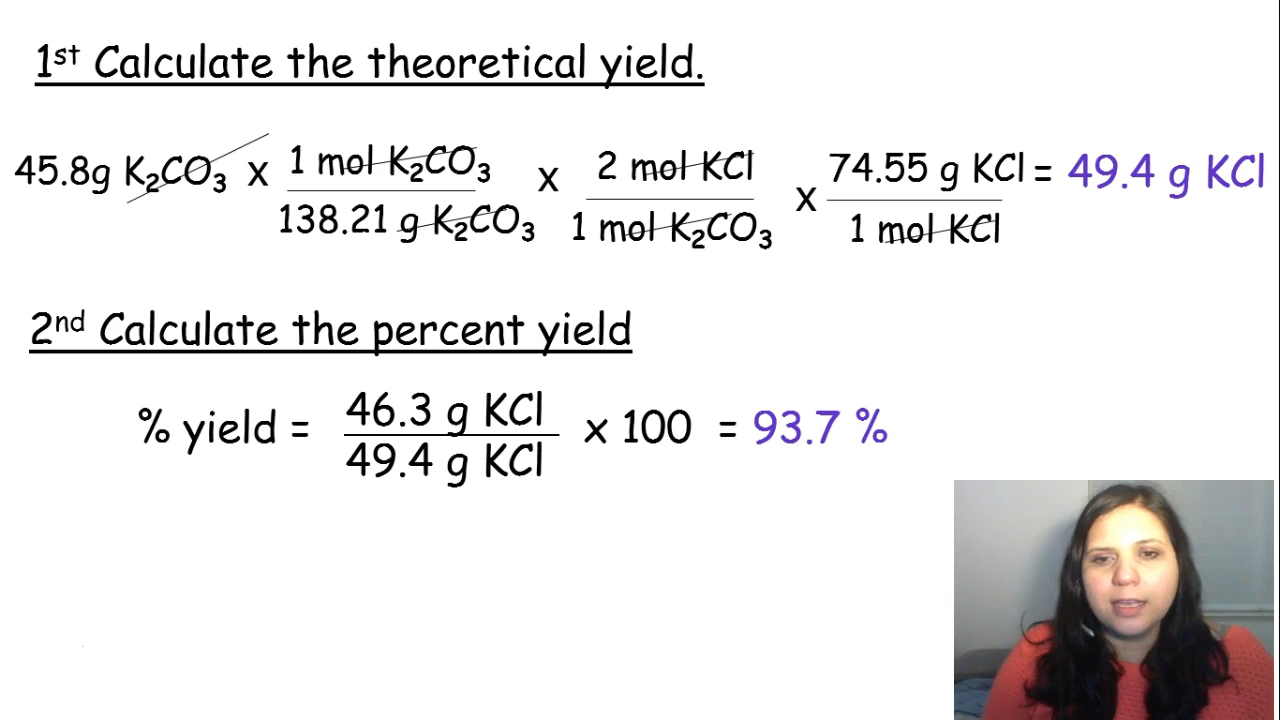 1st Calculate the theoretical yield.
45.8g K₂CO₃ x 1 mol K₂CO₃ / 138.21 g K₂CO₃ x 2 mol KCl / 1 mol K₂CO₃ x 74.55 g KCl / 1 mol KCl = 49.4 g KCl
2nd Calculate the percent yield
% yield = 46.3 g KCl / 49.4 g KCl x 100 = 93.7 %